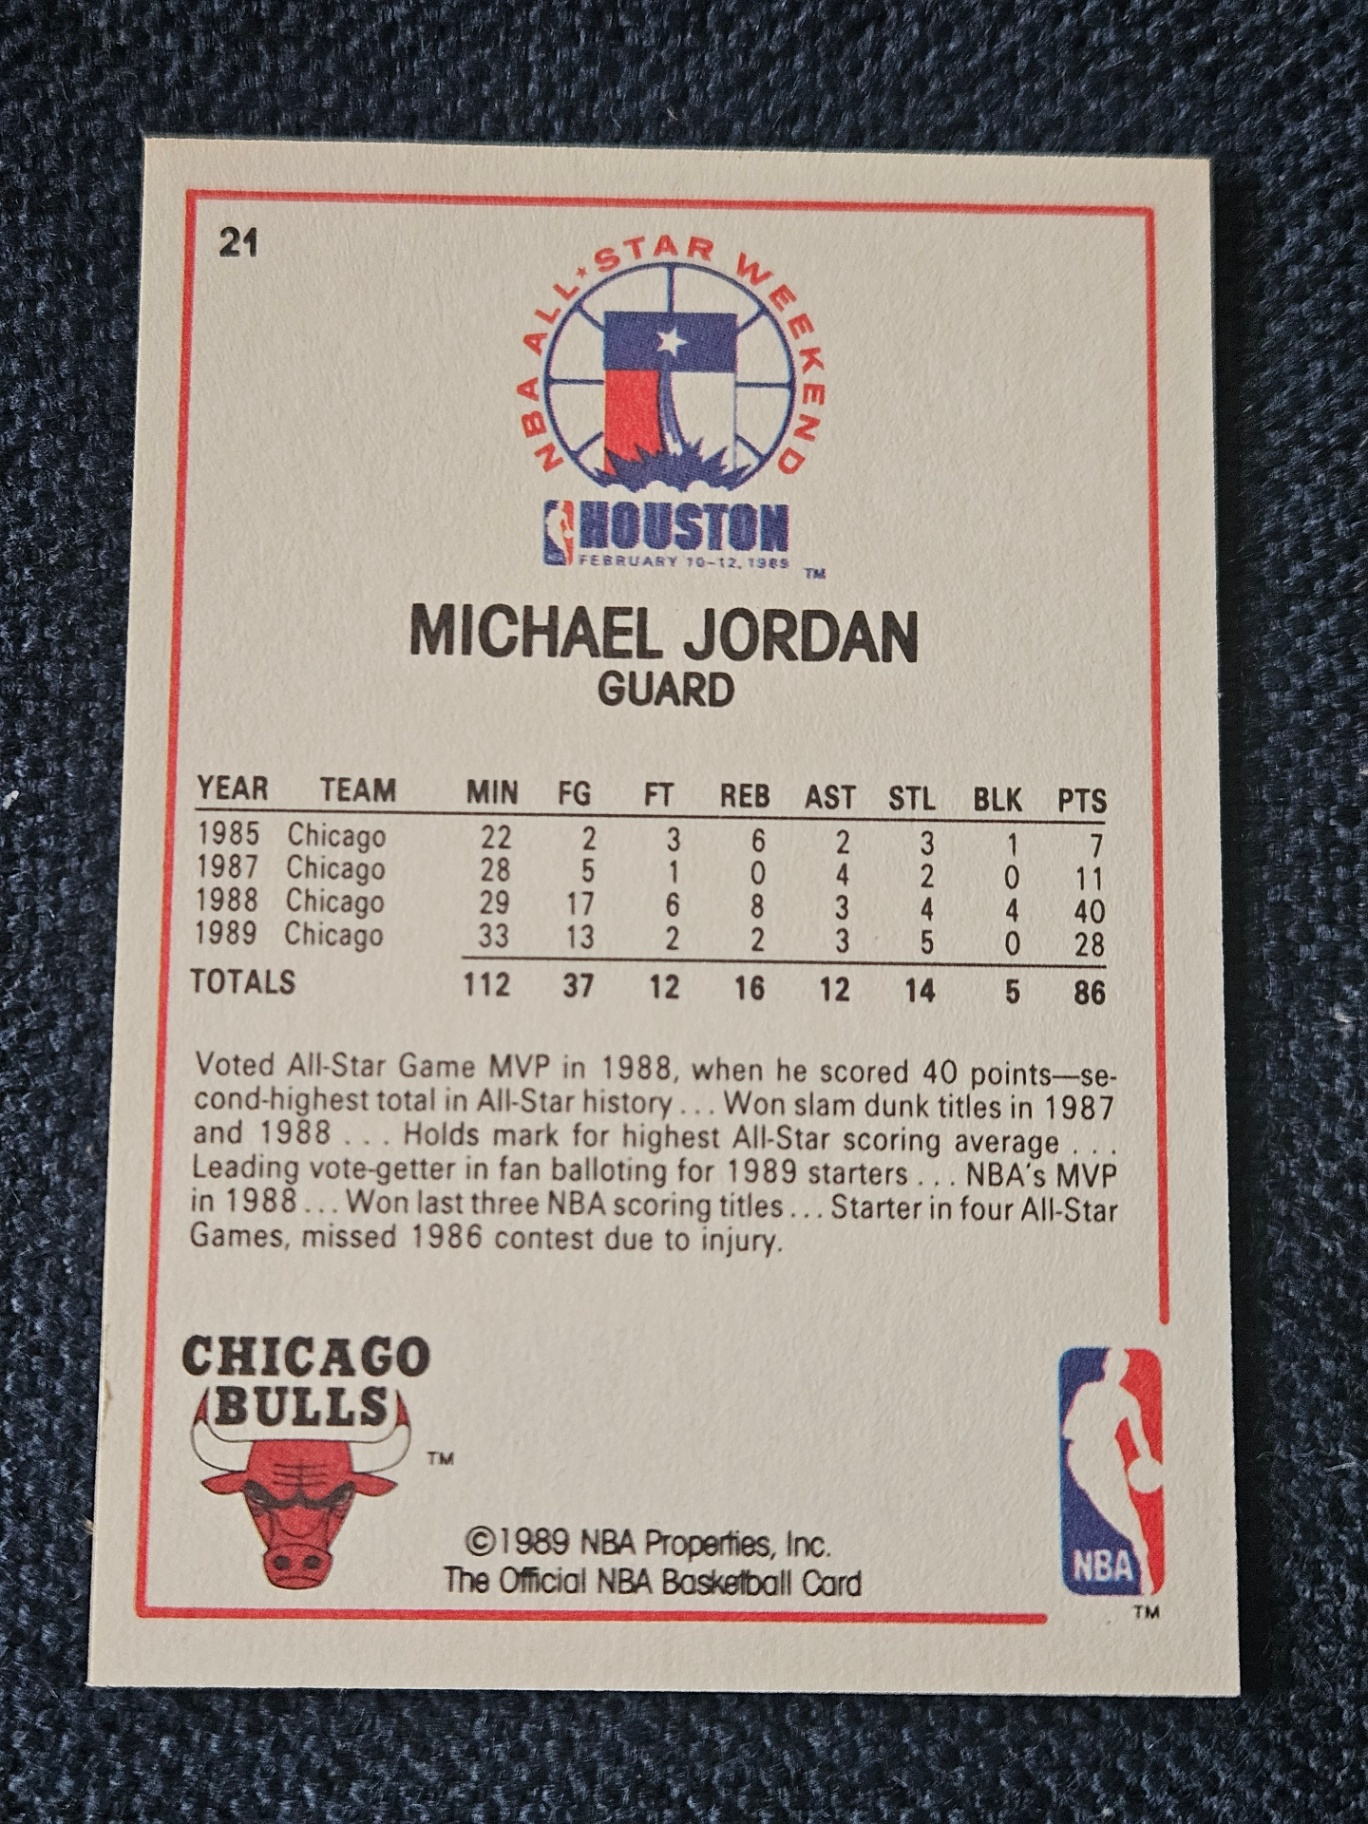 21
NBA ALL★STAR WEEKEND
HOUSTON
FEBRUARY 10-12, 1989 TM
MICHAEL JORDAN
GUARD
YEAR TEAM MIN FG FT REB AST STL BLK PTS
1985 Chicago 22 2 3 6 2 3 1 7
1987 Chicago 28 5 1 0 4 2 0 11
1988 Chicago 29 17 6 8 3 4 4 40
1989 Chicago 33 13 2 2 3 5 0 28
TOTALS 112 37 12 16 12 14 5 86
Voted All-Star Game MVP in 1988, when he scored 40 points—se-
cond-highest total in All-Star history . . . Won slam dunk titles in 1987
and 1988 . . . Holds mark for highest All-Star scoring average . . .
Leading vote-getter in fan balloting for 1989 starters . . . NBA's MVP
in 1988 . . . Won last three NBA scoring titles . . . Starter in four All-Star
Games, missed 1986 contest due to injury.
CHICAGO
BULLS
TM
©1989 NBA Properties, Inc.
The Official NBA Basketball Card
NBA
TM